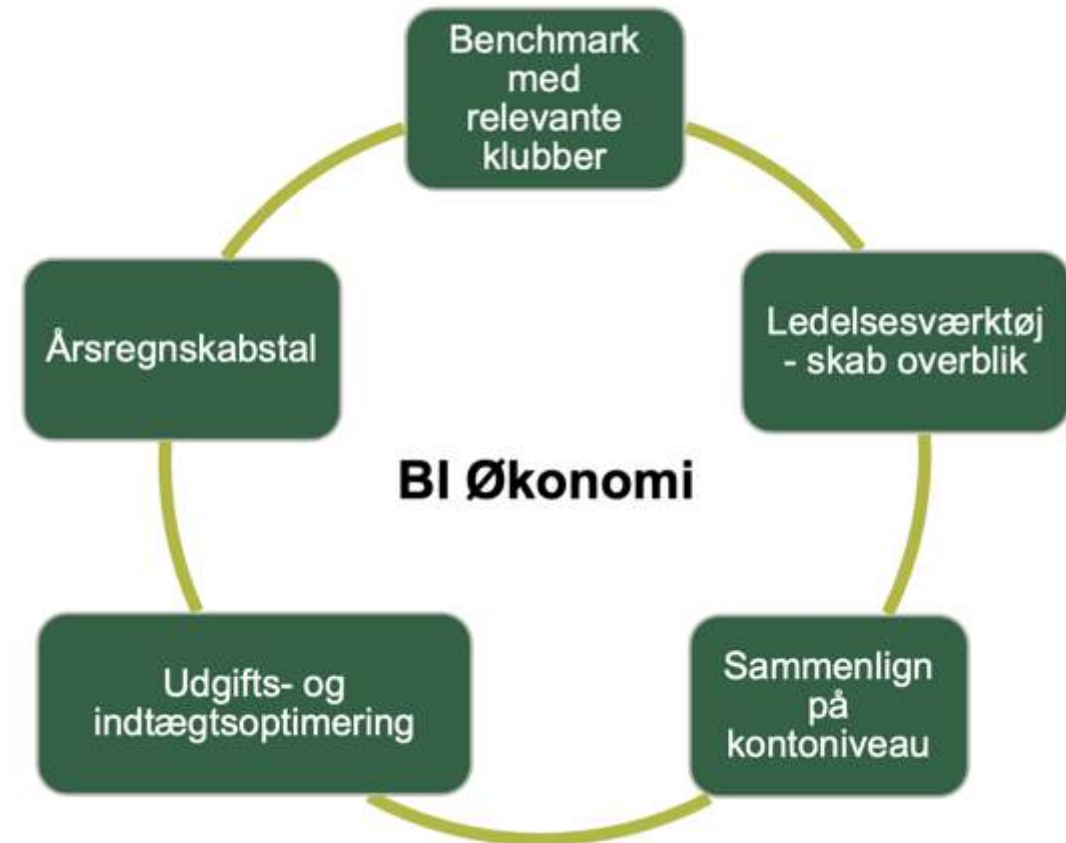 Benchmark
med
relevante
klubber
Ledelsesværktøj
- skab overblik
Sammenlign
på
kontoniveau
Udgifts- og
indtægtsoptimering
Årsregnskabstal
BI Økonomi